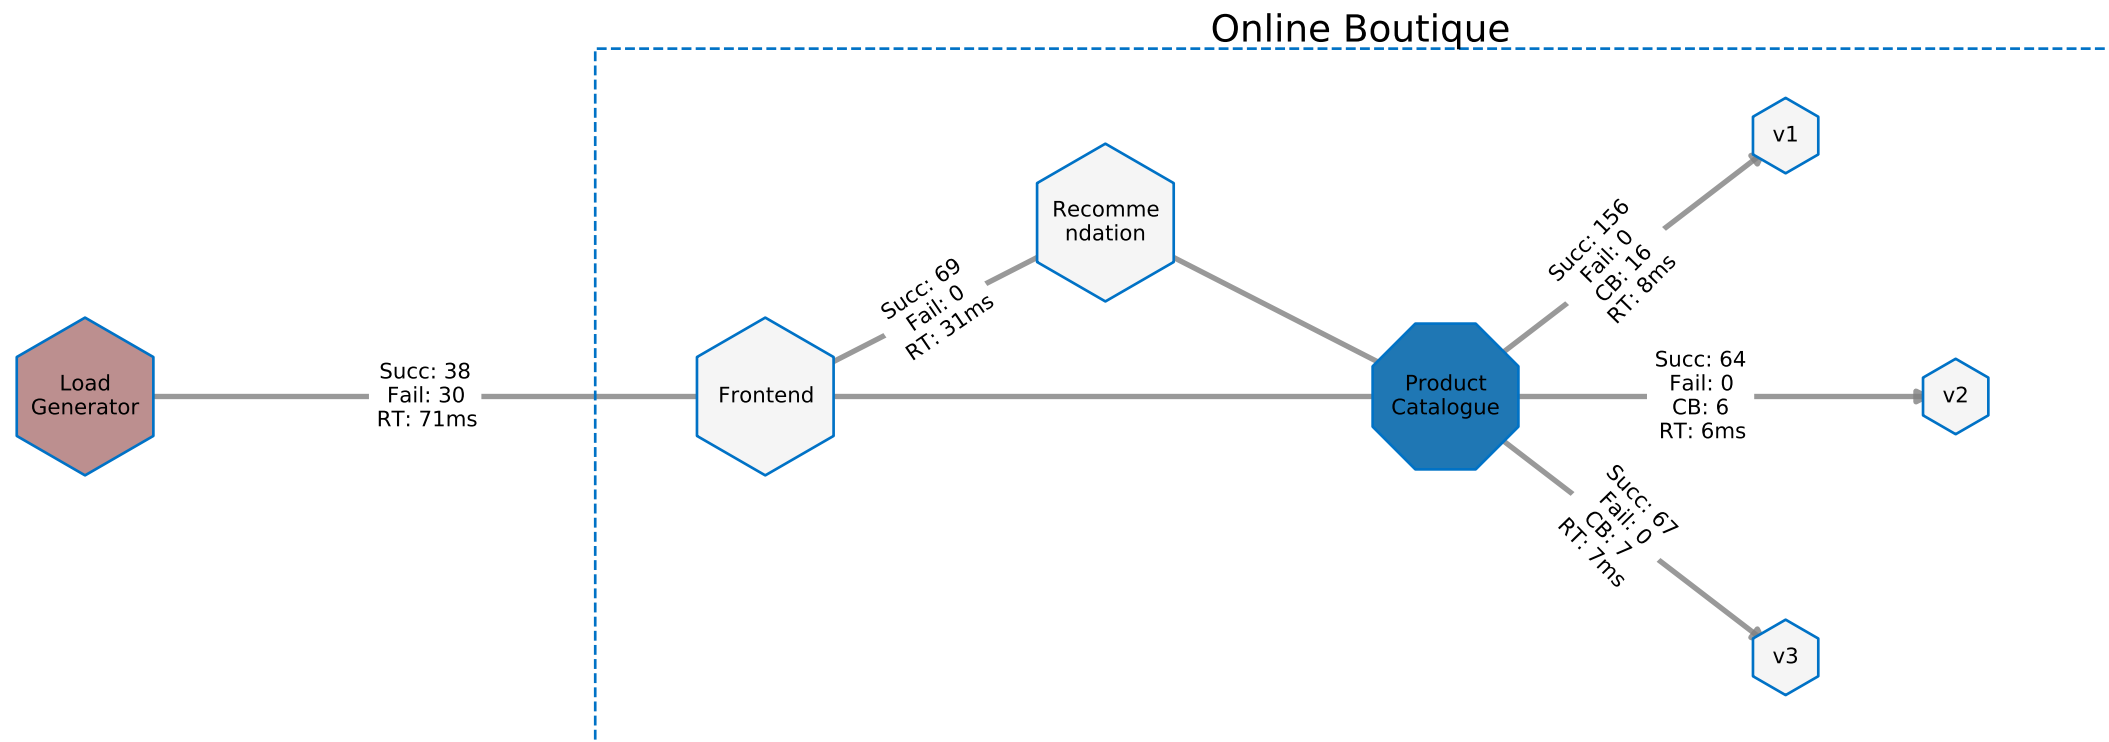 Online Boutique
Load
Generator
Succ: 38
Fail: 30
RT: 71ms
Frontend
Succ: 69
Fail: 0
RT: 31ms
Recomme
ndation
Product
Catalogue
Succ: 156
Fail: 0
CB: 16
RT: 8ms
v1
Succ: 64
Fail: 0
CB: 6
RT: 6ms
v2
Succ: 67
Fail: 0
CB: 7
RT: 7ms
v3